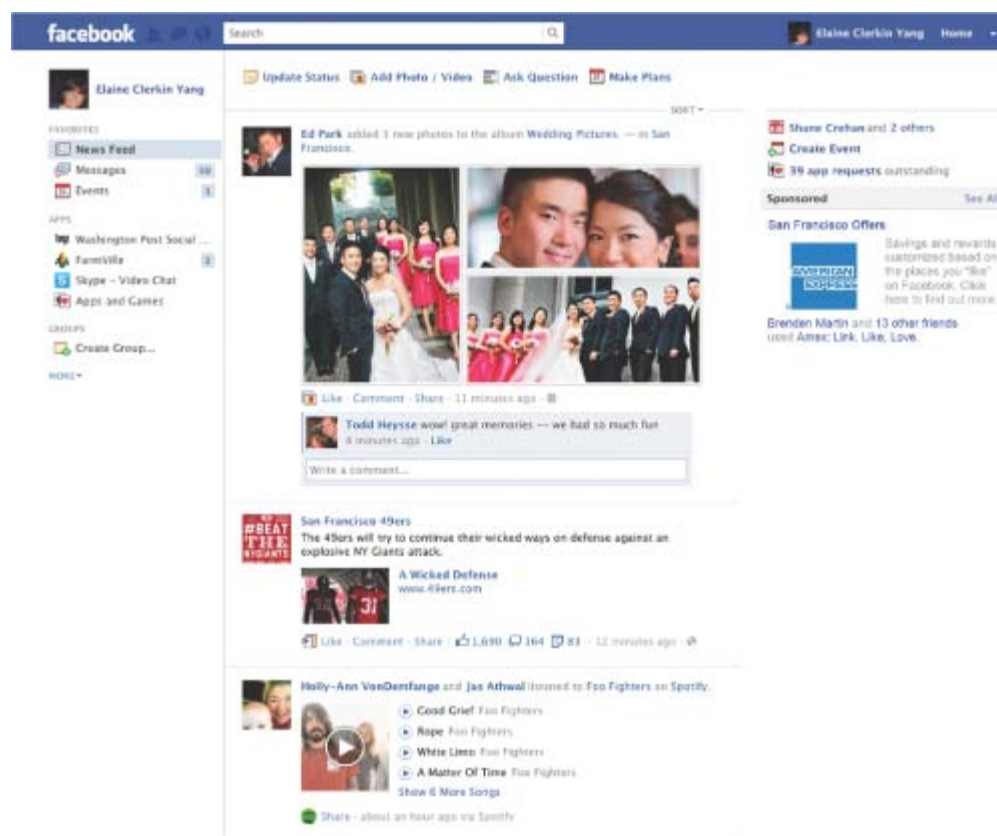 facebook
Search
Elaine Clerkin Yang Home
Elaine Clerkin Yang
FAVORITES
News Feed
Messages
Events 1
APPS
Washington Post Social ...
FarmVille 2
Skype – Video Chat
Apps and Games
GROUPS
Create Group...
MORE
Update Status Add Photo / Video Ask Question Make Plans
SORT
Ed Park added 3 new photos to the album Wedding Pictures. — in San
Francisco.
Like · Comment · Share · 11 minutes ago ·
Todd Heysse wow! great memories -- we had so much fun
4 minutes ago · Like
Write a comment...
#BEAT
THE
NYGIANTS
San Francisco 49ers
The 49ers will try to continue their wicked ways on defense against an
explosive NY Giants attack.
31
A Wicked Defense
www.49ers.com
Like · Comment · Share · 1,690 364 83 · 12 minutes ago ·
Holly-Ann and Jas Athwal listened to Foo Fighters on Spotify.
Good Grief Foo Fighters
Rope Foo Fighters
White Limo Foo Fighters
A Matter Of Time Foo Fighters
Show 6 More Songs
Share · about an hour ago via Spotify
Shane Crehan and 2 others
Create Event
39 app requests outstanding
Sponsored See All
San Francisco Offers
AMERICAN
EXPRESS
Savings and rewards
customized based on
the places you "like"
on Facebook. Click
here to find out more.
Brenden Martin and 13 other friends
used Amex: Link, Like, Love.